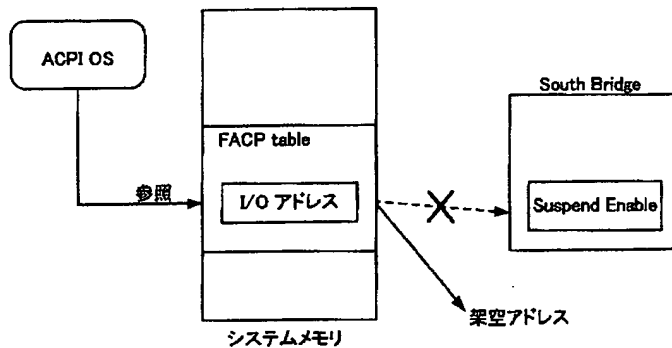 ACPI OS
South Bridge
FACP table
参照
I/O アドレス
Suspend Enable
架空アドレス
システムメモリ